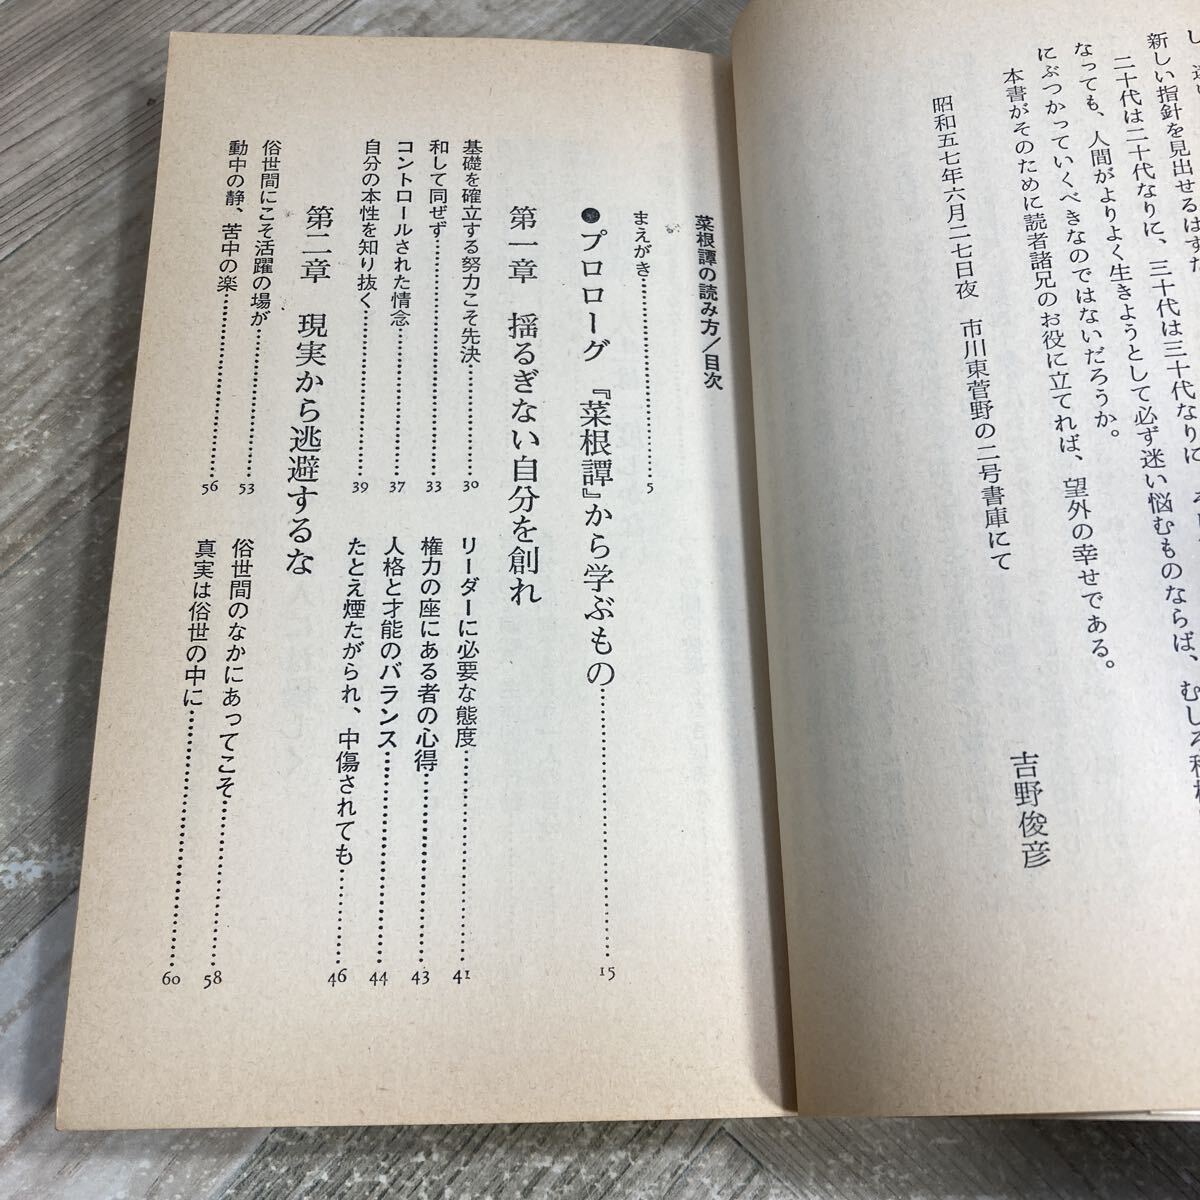 新しい指針を見出せるはずだ
二十代は二十代なりに、三十代は三十代なりに
なっても、人間がよりよく生きようとして必ず迷い悩むものならば、むしろ
にぶつかっていくべきなのではないだろうか。
本書がそのために読者諸兄のお役に立てれば、望外の幸せである。
昭和五七年六月二七日夜　市川東菅野の二号書庫にて
吉野俊彦
菜根譚の読み方／目次
まえがき……5
●プロローグ　『菜根譚』から学ぶもの……15
第一章　揺るぎない自分を創れ
基礎を確立する努力こそ先決……30
和して同ぜず……33
コントロールされた情念……37
自分の本性を知り抜く……39
リーダーに必要な態度……41
権力の座にある者の心得……43
人格と才能のバランス……44
たとえ煙たがられ、中傷されても……46
第二章　現実から逃避するな
俗世間にこそ活躍の場が……53
動中の静、苦中の楽……56
俗世間のなかにあってこそ……58
真実は俗世の中に……60